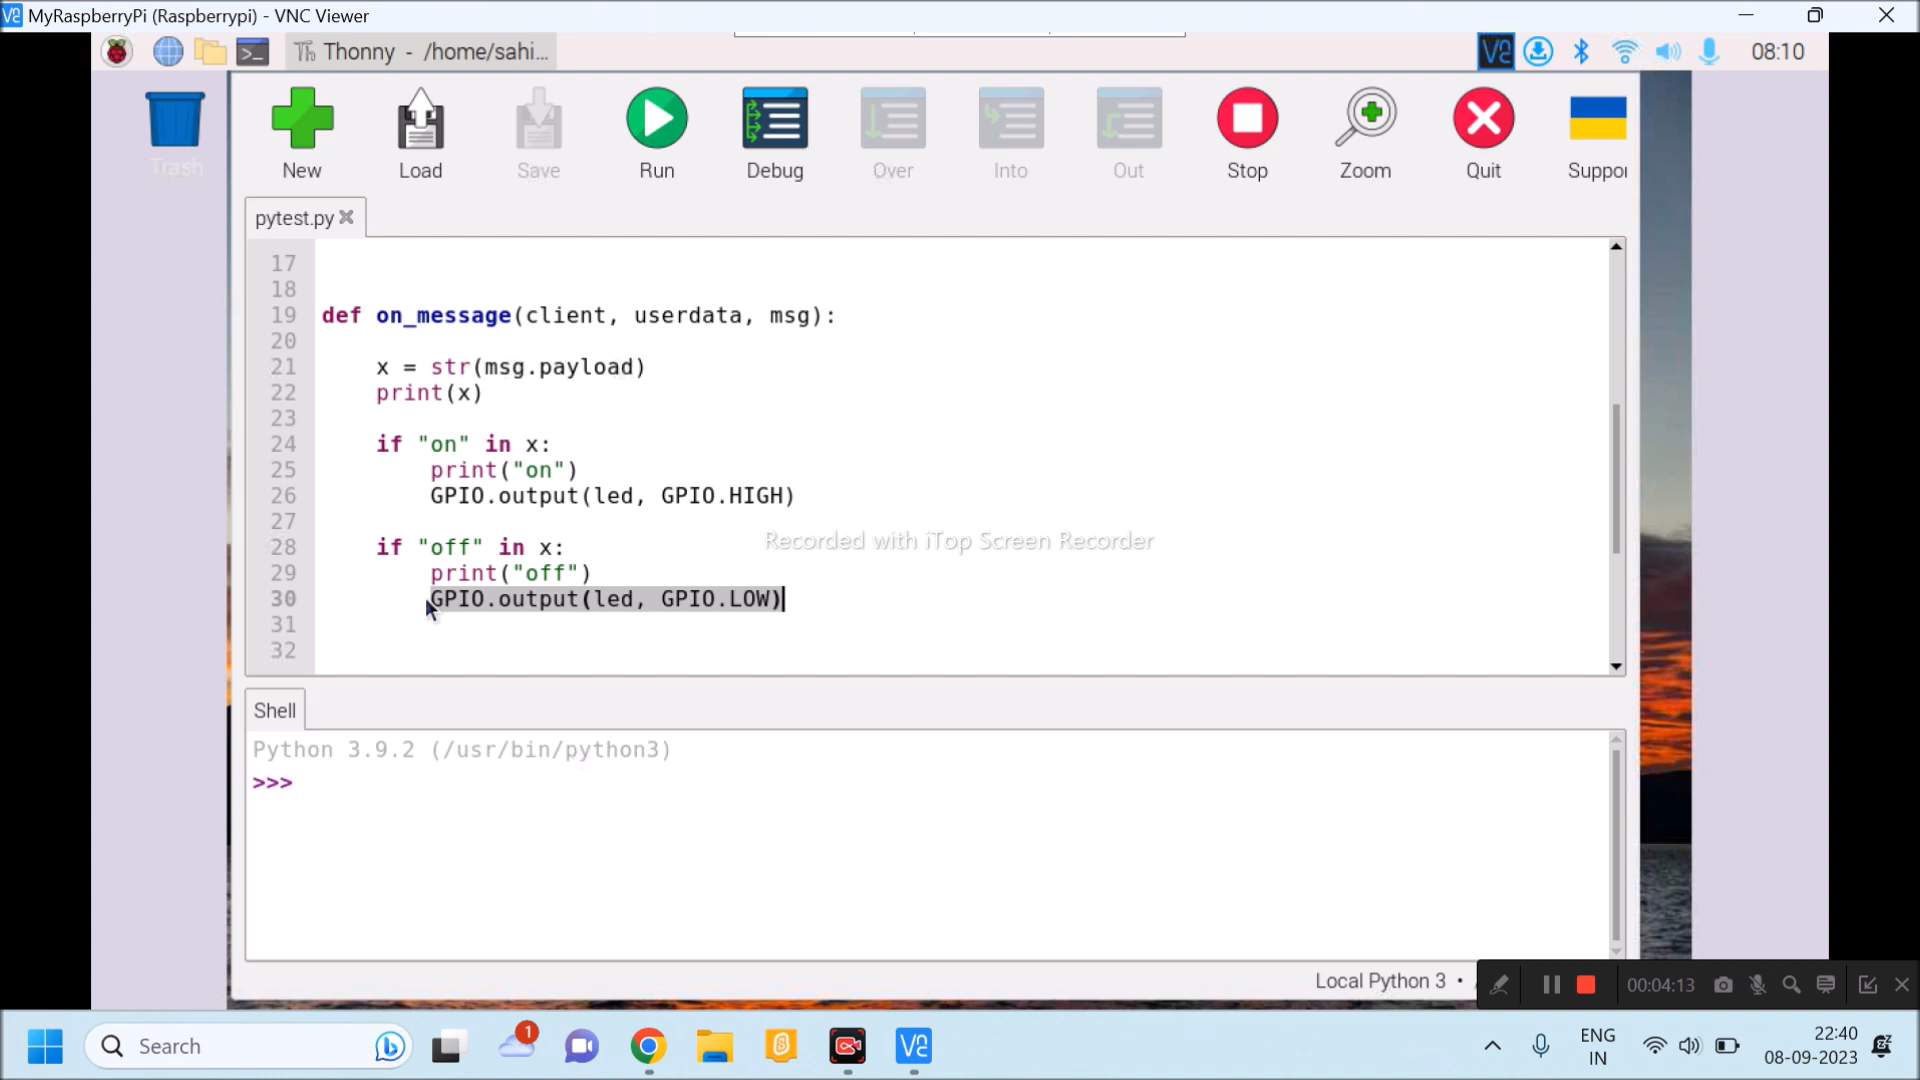 MyRaspberryPi (Raspberrypi) - VNC Viewer
Thonny - /home/sahi...
08:10
Trash
New
Load
Save
Run
Debug
Over
Into
Out
Stop
Zoom
Quit
Suppor
pytest.py
17
18
19 def on_message(client, userdata, msg):
20
21 x = str(msg.payload)
22 print(x)
23
24 if "on" in x:
25 print("on")
26 GPIO.output(led, GPIO.HIGH)
27
28 if "off" in x:
29 print("off")
30 GPIO.output(led, GPIO.LOW)
31
32
Recorded with iTop Screen Recorder
Shell
Python 3.9.2 (/usr/bin/python3)
>>>
Local Python 3 •
00:04:13
Search
1
ENG
IN
22:40
08-09-2023